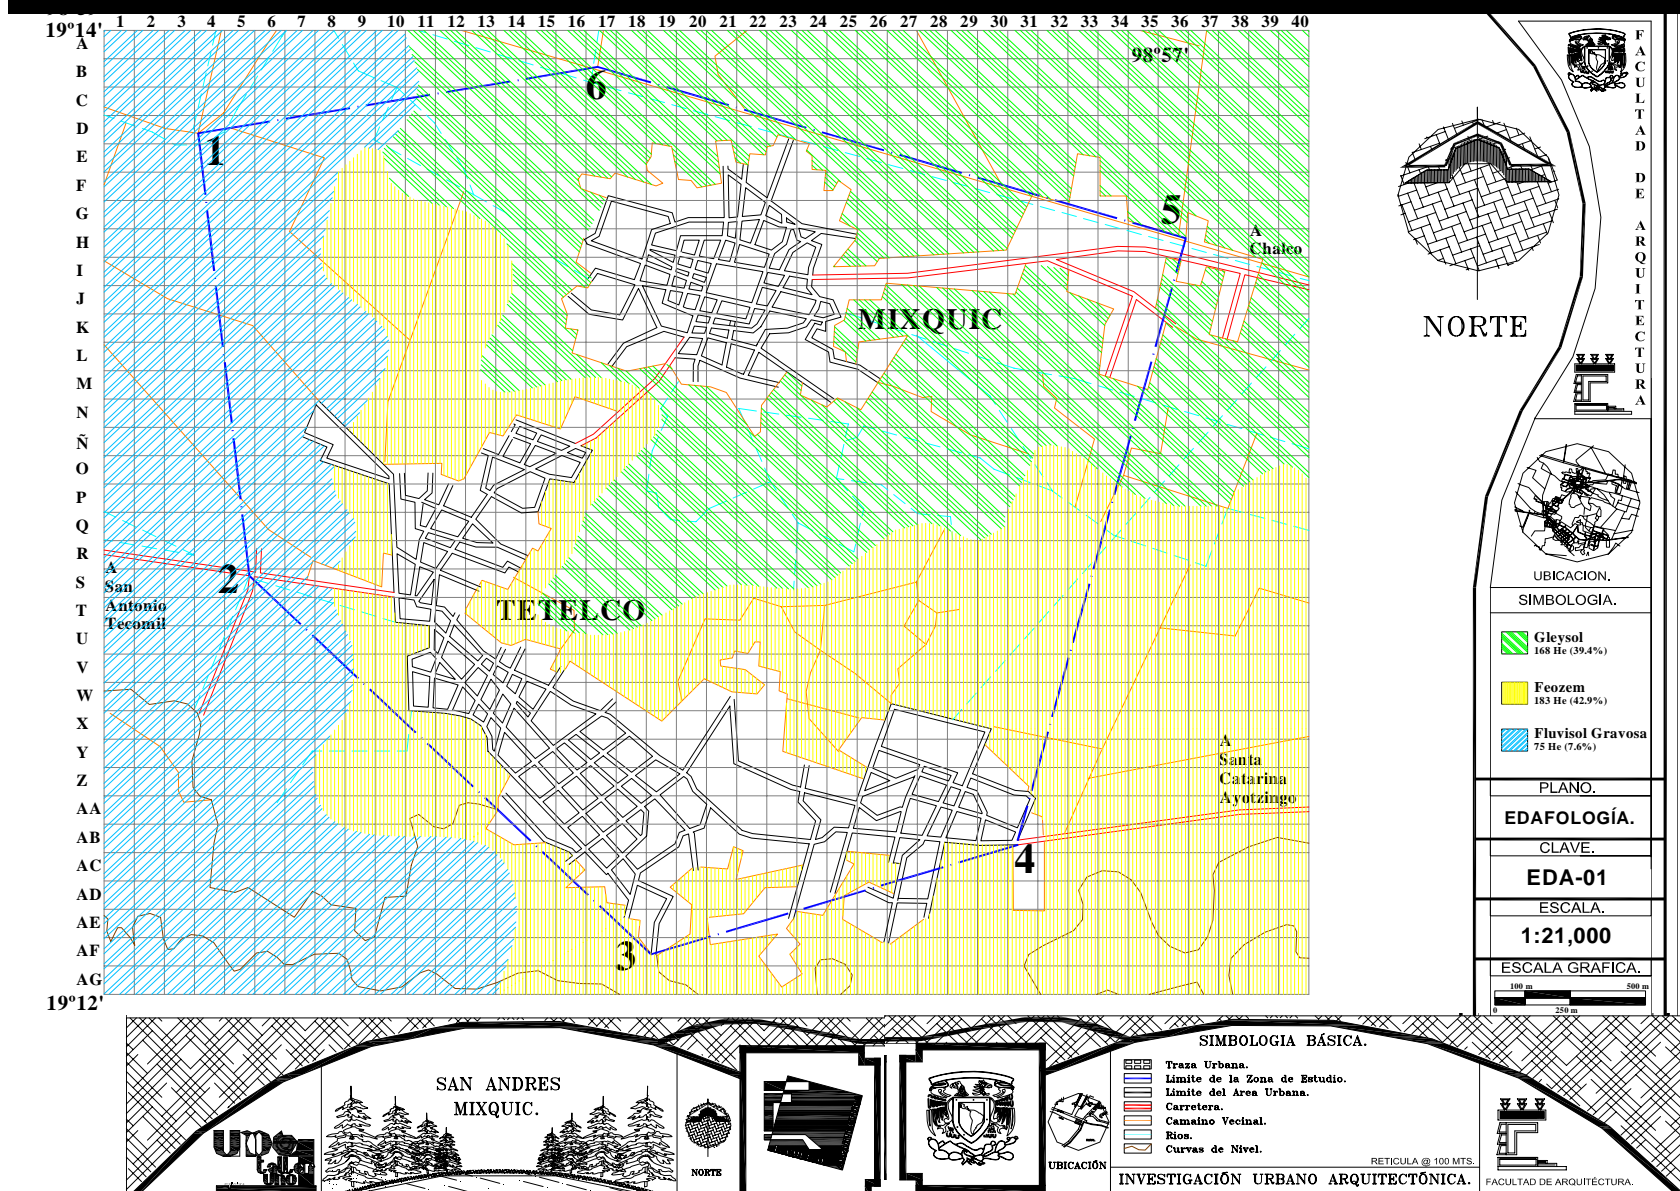 1 2 3 4 5 6 7 8 9 10 11 12 13 14 15 16 17 18 19 20 21 22 23 24 25 26 27 28 29 30 31 32 33 34 35 36 37 38 39 40
19º14'
98º57'
A
B
C
D
E
F
G
H
I
J
K
L
M
N
Ñ
O
P
Q
R
S
T
U
V
W
X
Y
Z
AA
AB
AC
AD
AE
AF
AG
19º12'
6
1
5
2
4
3
A
Chalco
MIXQUIC
A
San
Antonio
Tecomil
TETELCO
A
Santa
Catarina
Ayotzingo
FACULTAD DE ARQUITECTURA
NORTE
UBICACION.
SIMBOLOGIA.
Gleysol
168 He (39.4%)
Feozem
183 He (42.9%)
Fluvisol Gravosa
75 He (7.6%)
PLANO.
EDAFOLOGÍA.
CLAVE.
EDA-01
ESCALA.
1:21,000
ESCALA GRAFICA.
100 m 500 m
0 250 m
SAN ANDRES
MIXQUIC.
taller
uno
NORTE
UBICACIÓN
SIMBOLOGIA BÁSICA.
Traza Urbana.
Limite de la Zona de Estudio.
Limite del Area Urbana.
Carretera.
Camaino Vecinal.
Rios.
Curvas de Nivel.
RETICULA @ 100 MTS.
INVESTIGACIÓN URBANO ARQUITECTÓNICA.
FACULTAD DE ARQUITÉCTURA.